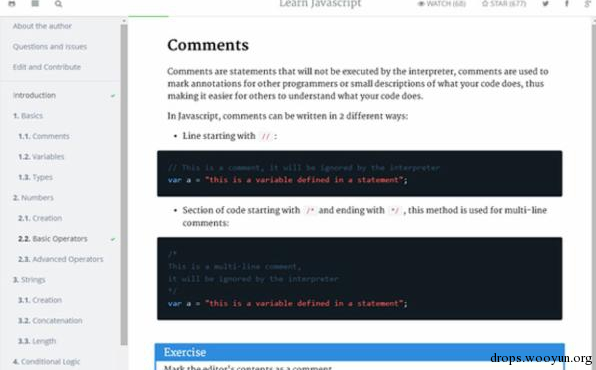 Learn Javascript
WATCH (68)
STAR (677)
About the author
Questions and Issues
Edit and Contribute
Introduction
1. Basics
1.1. Comments
1.2. Variables
1.3. Types
2. Numbers
2.1. Creation
2.2. Basic Operators
2.3. Advanced Operators
3. Strings
3.1. Creation
3.2. Concatenation
3.3. Length
4. Conditional Logic
Comments
Comments are statements that will not be executed by the interpreter, comments are used to
mark annotations for other programmers or small descriptions of what your code does, thus
making it easier for others to understand what your code does.
In Javascript, comments can be written in 2 different ways:
• Line starting with // :
// This is a comment, it will be ignored by the interpreter
var a = "this is a variable defined in a statement";
• Section of code starting with /* and ending with */ , this method is used for multi-line
comments:
/*
This is a multi-line comment,
it will be ignored by the interpreter
*/
var a = "this is a variable defined in a statement";
Exercise
Mark the editor's contents as a comment
drops.wooyun.org